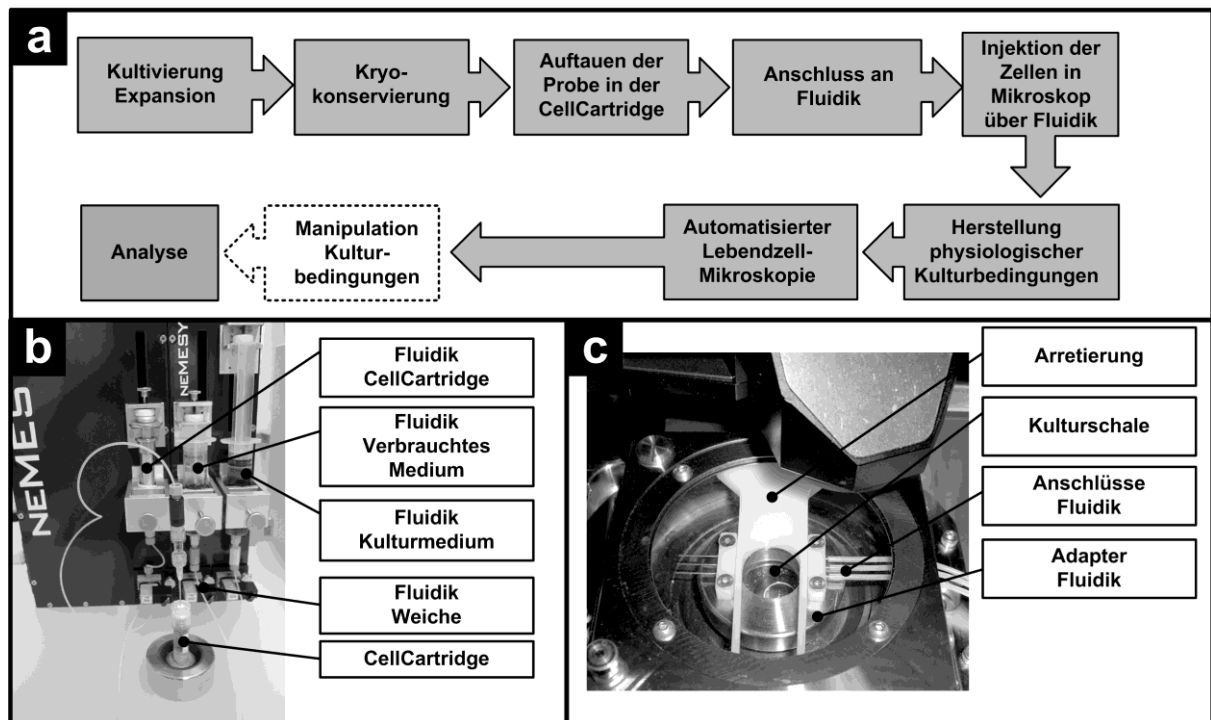 a
Kultivierung
Expansion
Kryo-
konservierung
Auftauen der
Probe in der
CellCartridge
Anschluss an
Fluidik
Injektion der
Zellen in
Mikroskop
über Fluidik
Analyse
Manipulation
Kultur-
bedingungen
Automatisierter
Lebendzell-
Mikroskopie
Herstellung
physiologischer
Kulturbedingungen
b
NEMESY
NEMESY
Fluidik
CellCartridge
Fluidik
Verbrauchtes
Medium
Fluidik
Kulturmedium
Fluidik
Weiche
CellCartridge
c
Arretierung
Kulturschale
Anschlüsse
Fluidik
Adapter
Fluidik